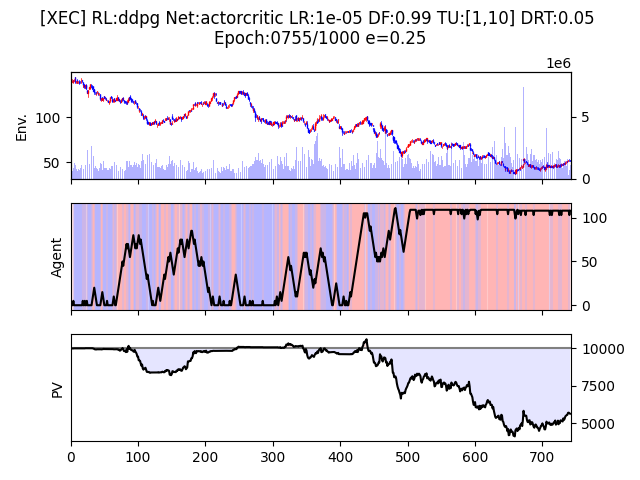 [XEC] RL:ddpg Net:actorcritic LR:1e-05 DF:0.99 TU:[1,10] DRT:0.05
Epoch:0755/1000 e=0.25
1e6
Env.
100
50
5
0
Agent
100
50
0
PV
10000
7500
5000
0 100 200 300 400 500 600 700